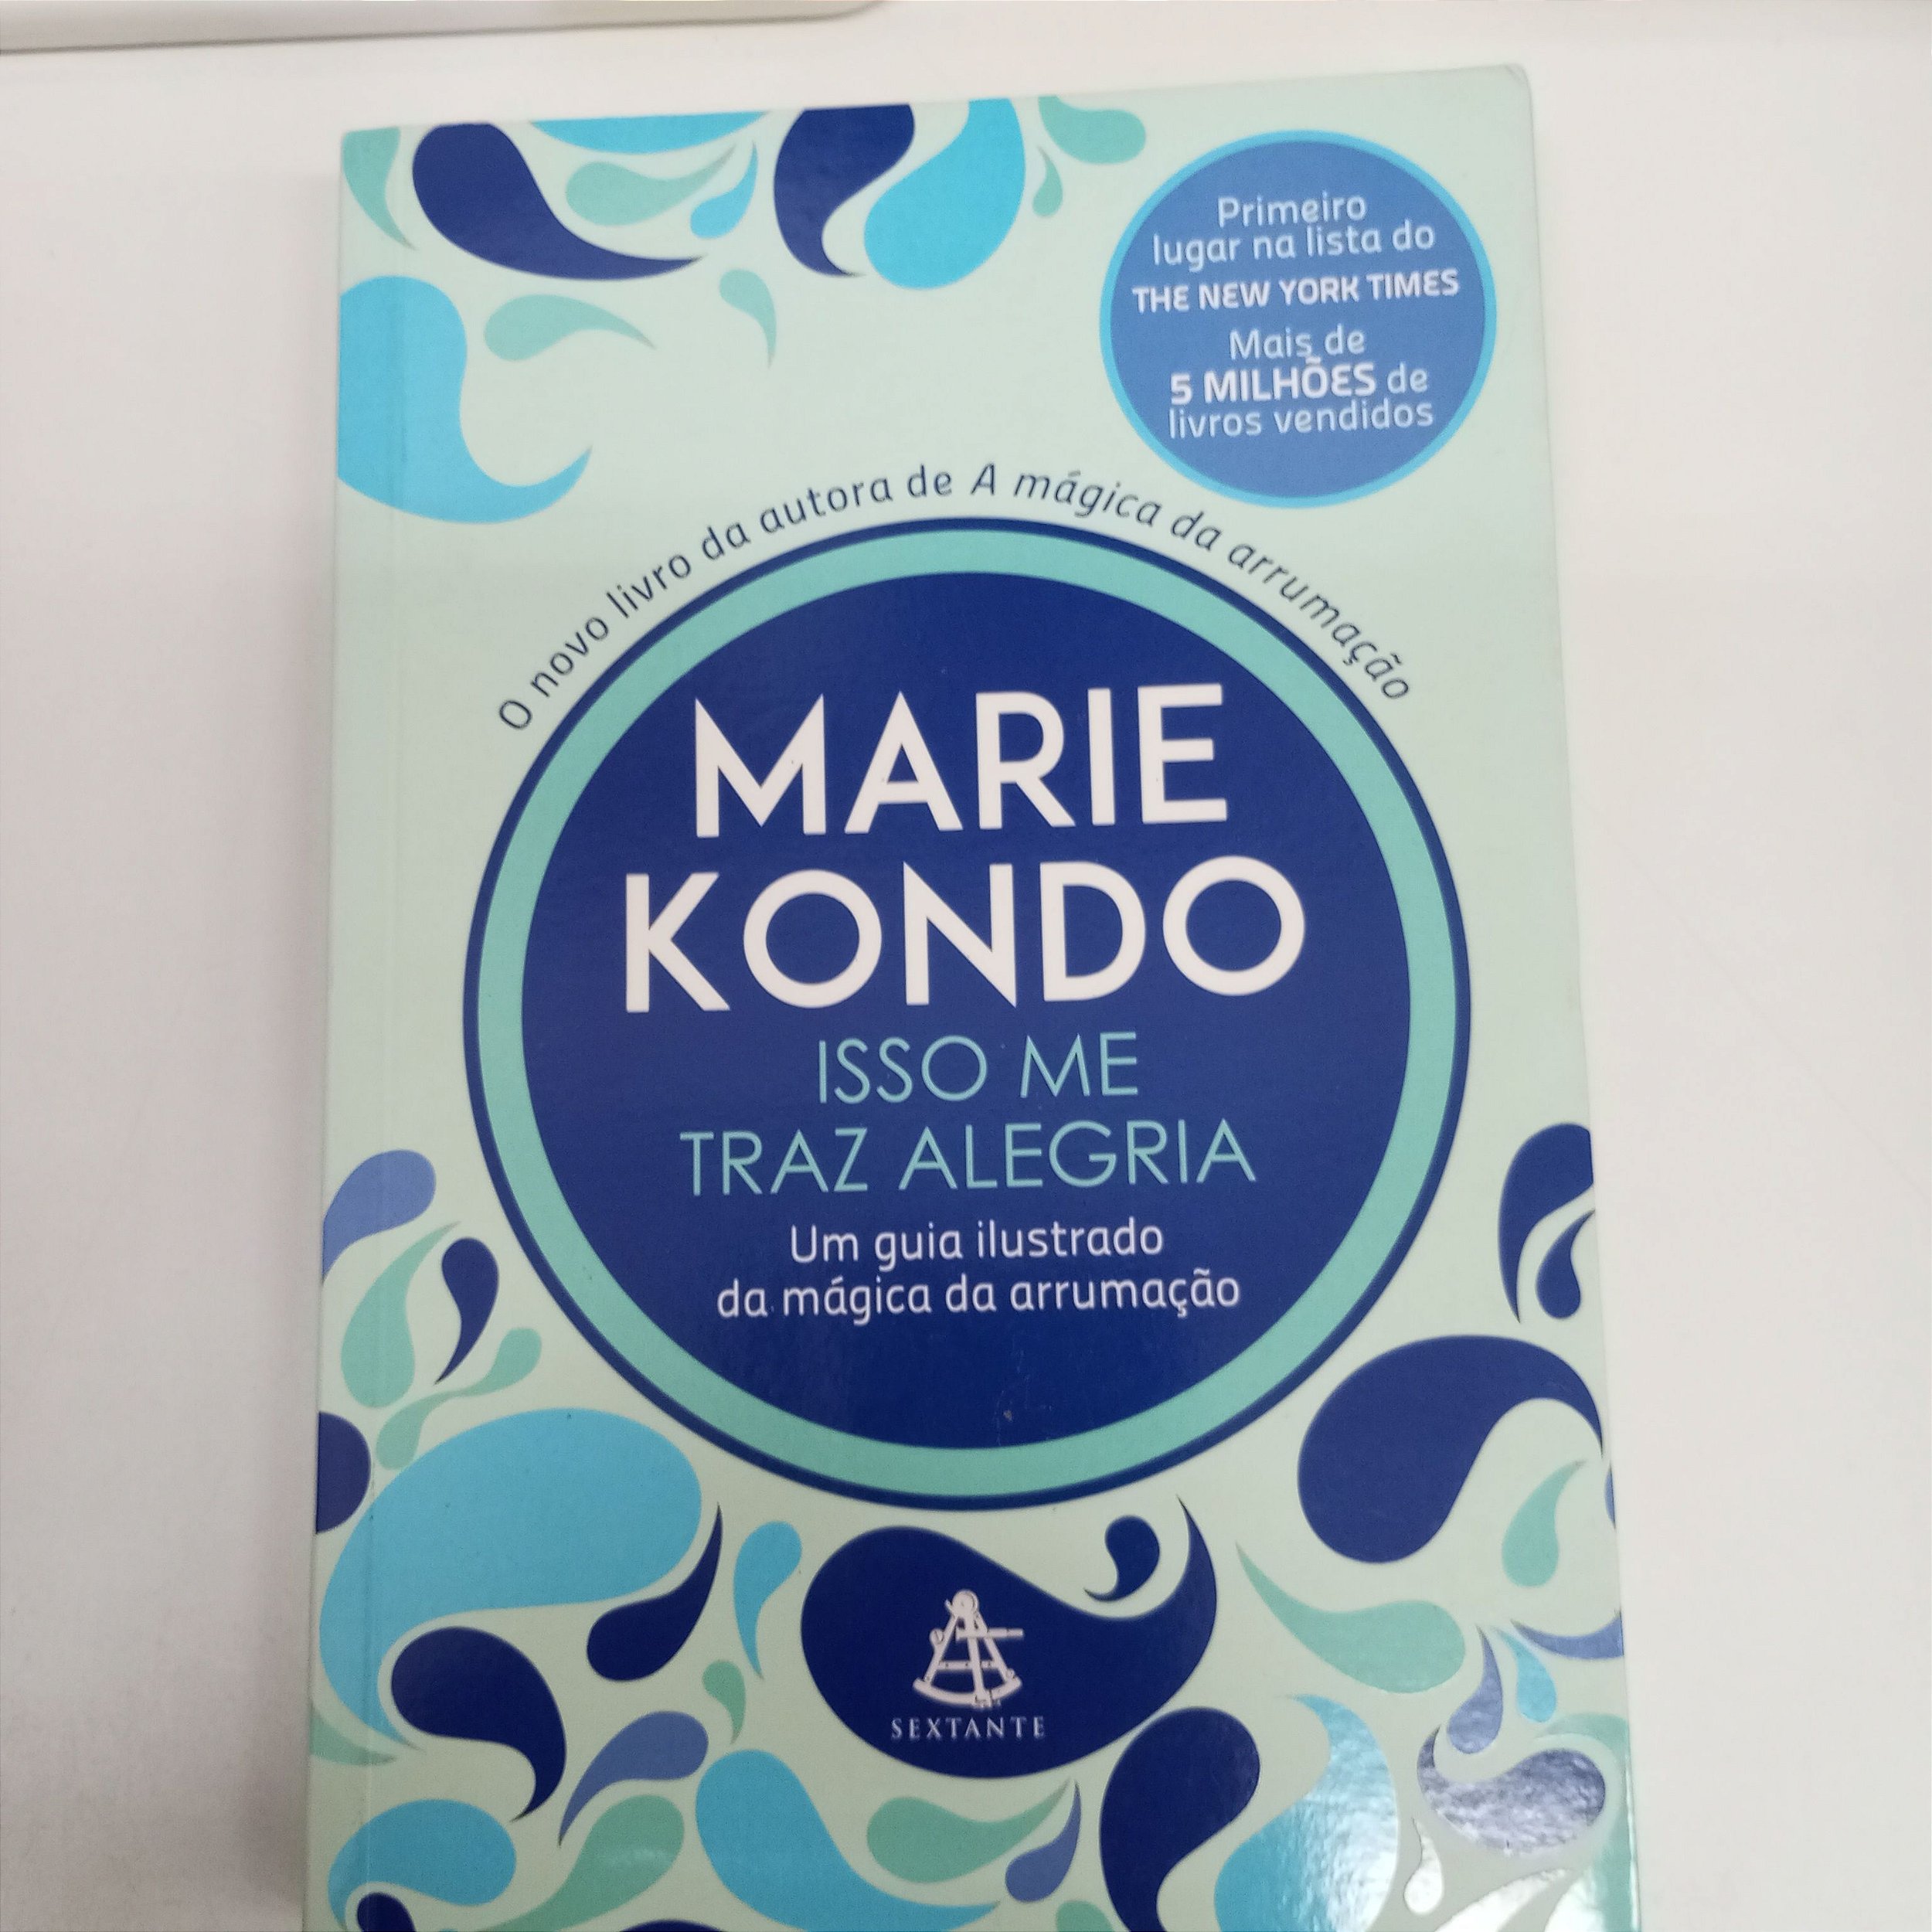 Primeiro
lugar na lista do
THE NEW YORK TIMES
Mais de
5 MILHÕES de
livros vendidos
O novo livro da autora de A mágica da arrumação
MARIE
KONDO
ISSO ME
TRAZ ALEGRIA
Um guia ilustrado
da mágica da arrumação
SEXTANTE